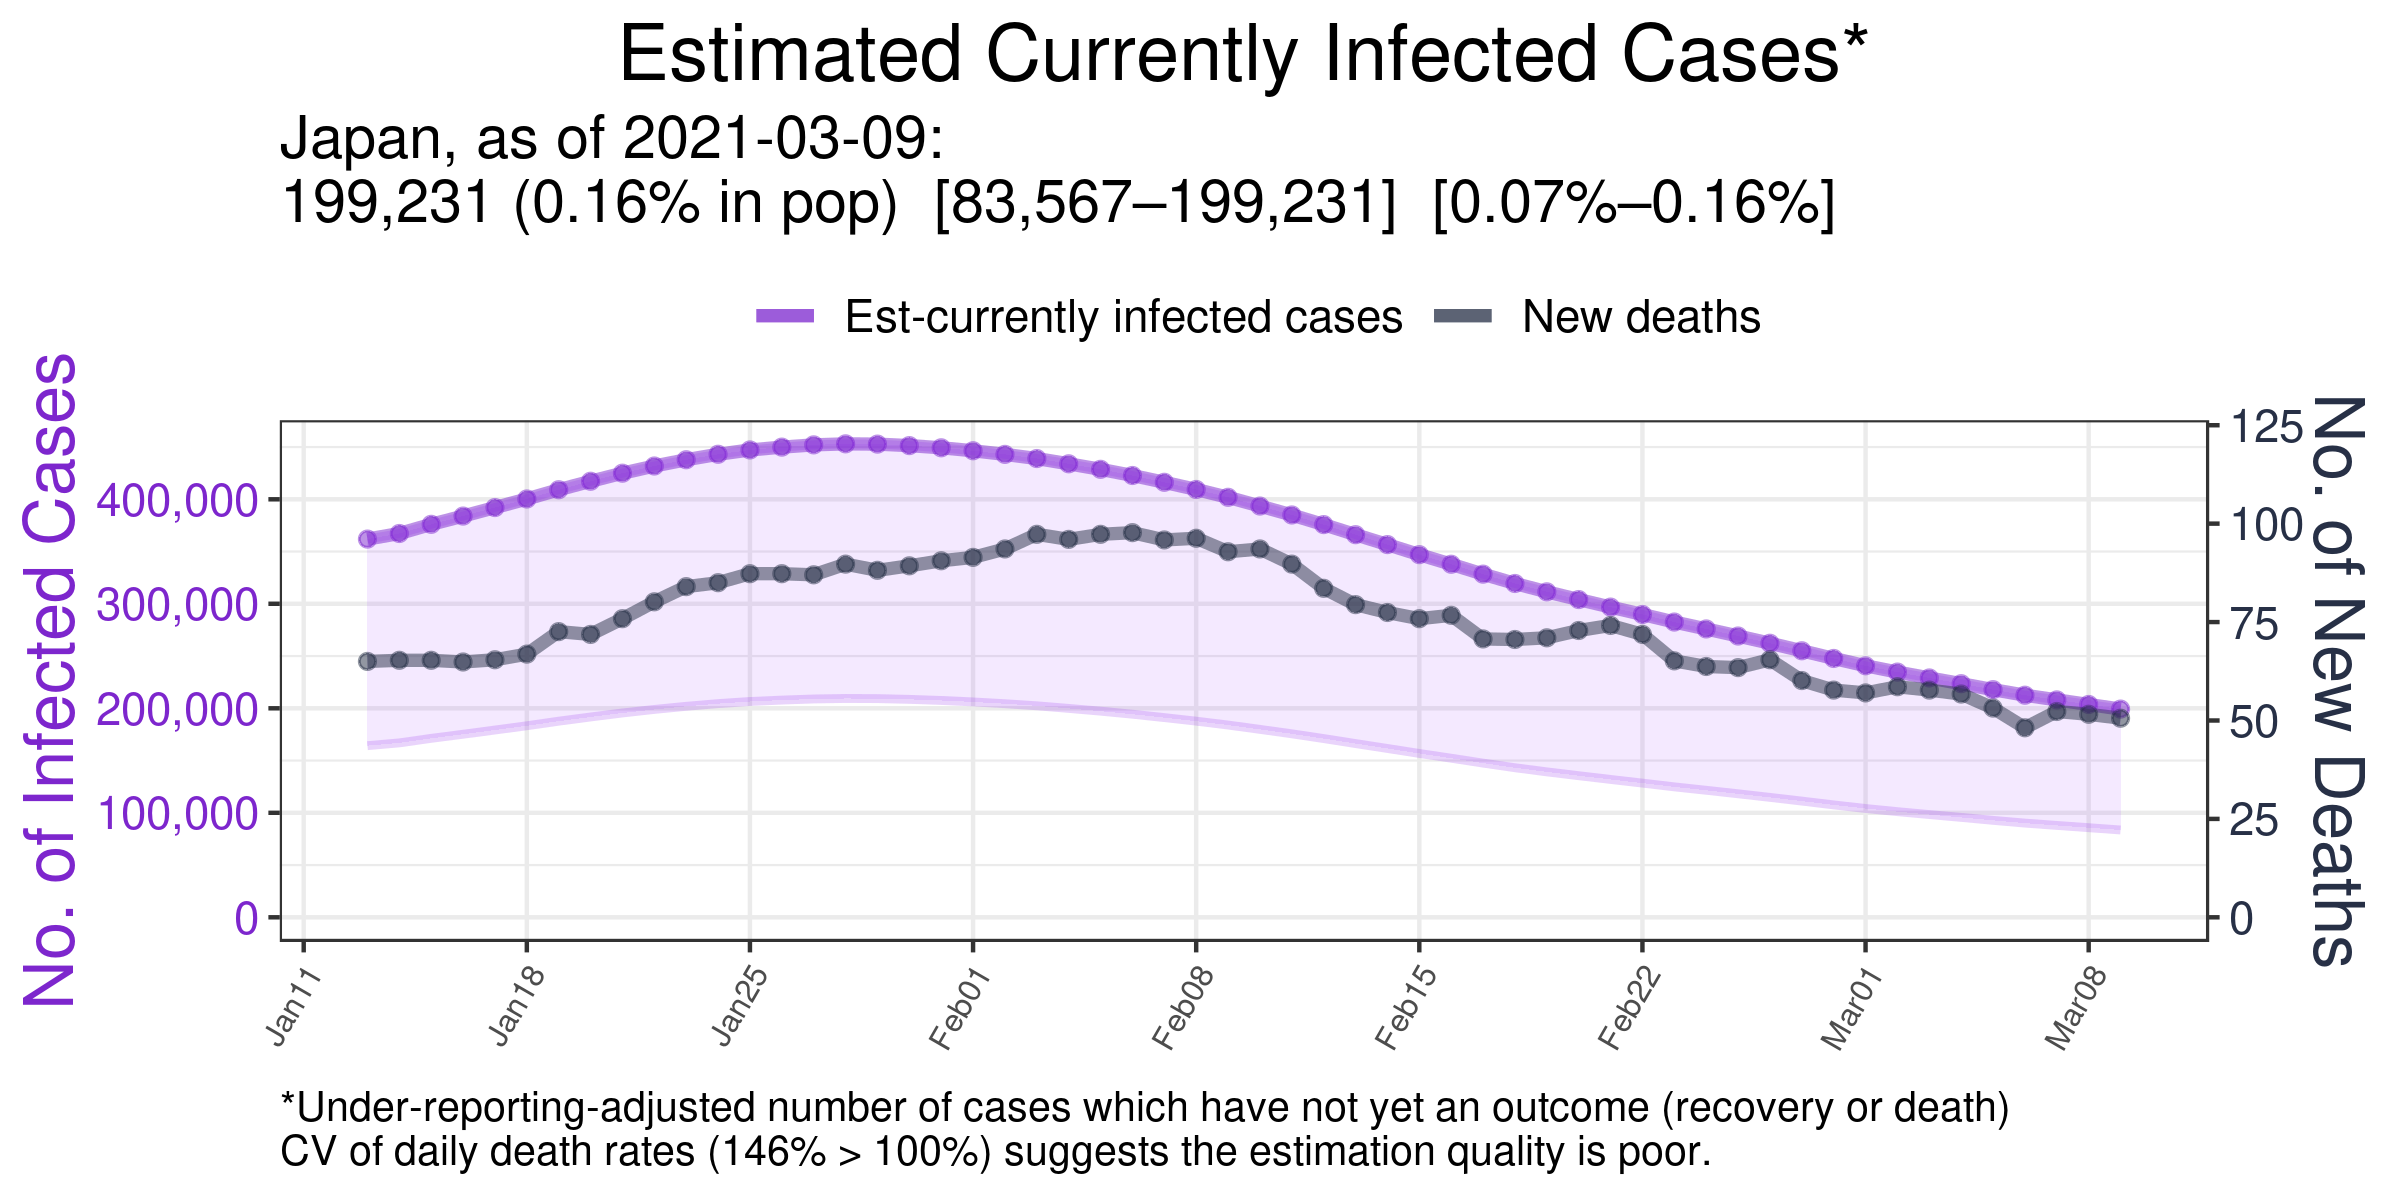 Estimated Currently Infected Cases*
Japan, as of 2021-03-09:
199,231 (0.16% in pop)  [83,567–199,231]  [0.07%–0.16%]
Est-currently infected cases
New deaths
No. of Infected Cases
400,000
300,000
200,000
100,000
0
125
100
75
50
25
0
No. of New Deaths
Jan11
Jan18
Jan25
Feb01
Feb08
Feb15
Feb22
Mar01
Mar08
*Under-reporting-adjusted number of cases which have not yet an outcome (recovery or death)
CV of daily death rates (146% > 100%) suggests the estimation quality is poor.